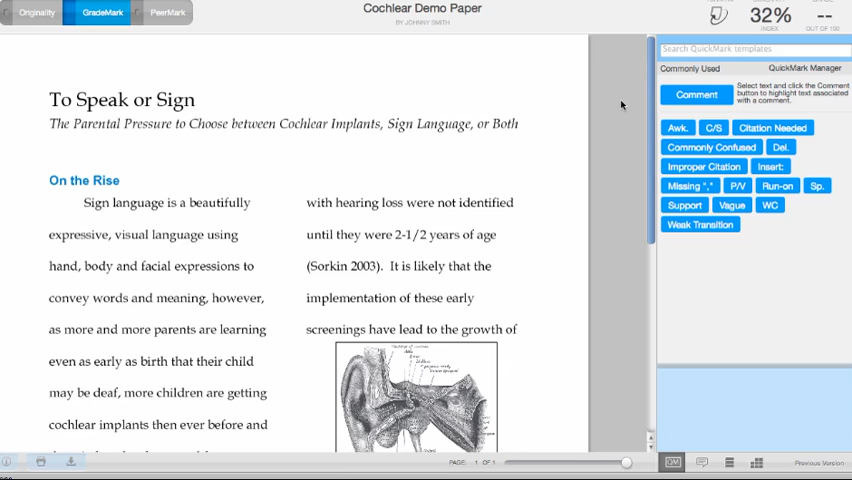 Originality GradeMark PeerMark
Cochlear Demo Paper
BY JOHNNY SMITH
32%
INDEX
--
OUT OF 100
To Speak or Sign
The Parental Pressure to Choose between Cochlear Implants, Sign Language, or Both
On the Rise
Sign language is a beautifully
expressive, visual language using
hand, body and facial expressions to
convey words and meaning, however,
as more and more parents are learning
even as early as birth that their child
may be deaf, more children are getting
cochlear implants then ever before and
with hearing loss were not identified
until they were 2-1/2 years of age
(Sorkin 2003). It is likely that the
implementation of these early
screenings have lead to the growth of
Search QuickMark templates
Commonly Used QuickMark Manager
Comment
Select text and click the Comment
button to highlight text associated
with a comment.
Awk. C/S Citation Needed
Commonly Confused Del.
Improper Citation Insert:
Missing "," P/V Run-on Sp.
Support Vague WC
Weak Transition
PAGE: 1 OF 1
QM
Previous Version